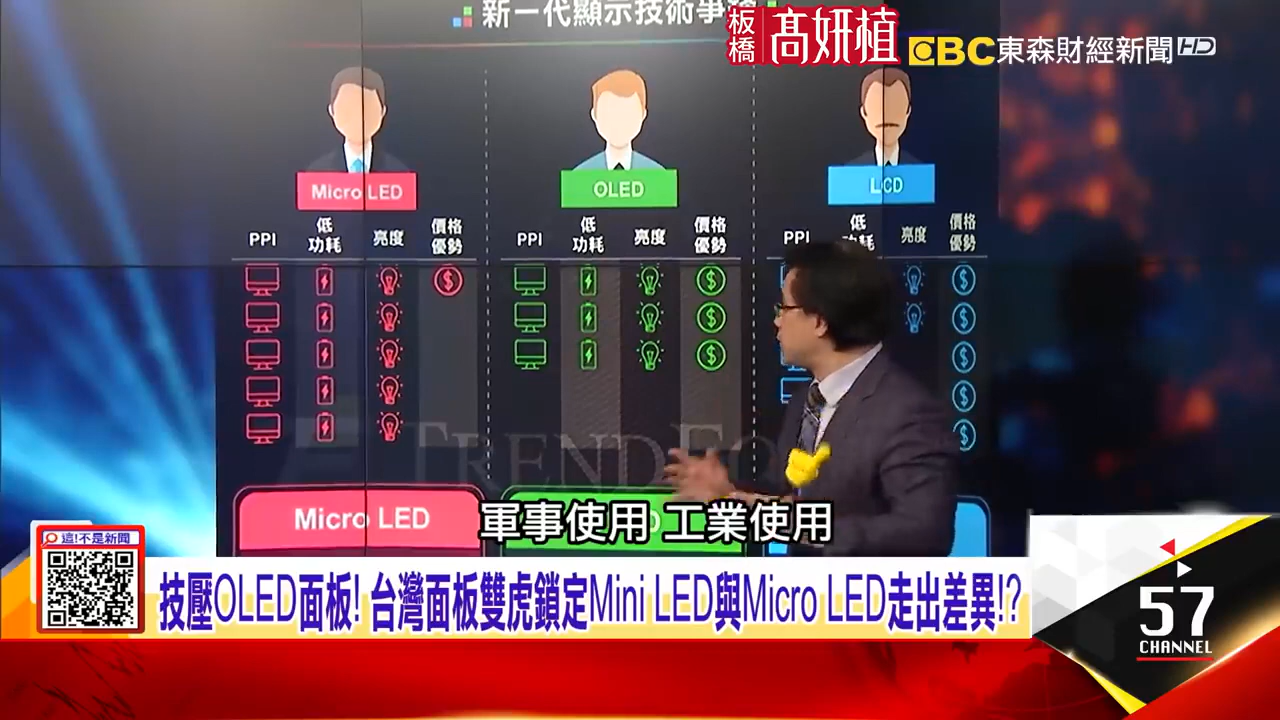 新一代顯示技術爭
板橋
高妍植
EBC東森財經新聞HD
Micro LED
OLED
LCD
PPI 低功耗 亮度 價格優勢
PPI 低功耗 亮度 價格優勢
PPI 低功耗 亮度 價格優勢
TRENDFO
Micro LED
軍事使用 工業使用
這!不是新聞
技壓OLED面板! 台灣面板雙虎鎖定Mini LED與Micro LED走出差異!?
57
CHANNEL